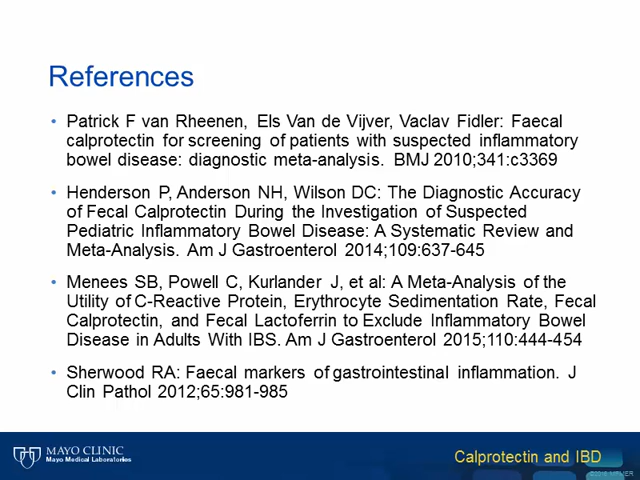 References
• Patrick F van Rheenen, Els Van de Vijver, Vaclav Fidler: Faecal
calprotectin for screening of patients with suspected inflammatory
bowel disease: diagnostic meta-analysis. BMJ 2010;341:c3369
• Henderson P, Anderson NH, Wilson DC: The Diagnostic Accuracy
of Fecal Calprotectin During the Investigation of Suspected
Pediatric Inflammatory Bowel Disease: A Systematic Review and
Meta-Analysis. Am J Gastroenterol 2014;109:637-645
• Menees SB, Powell C, Kurlander J, et al: A Meta-Analysis of the
Utility of C-Reactive Protein, Erythrocyte Sedimentation Rate, Fecal
Calprotectin, and Fecal Lactoferrin to Exclude Inflammatory Bowel
Disease in Adults With IBS. Am J Gastroenterol 2015;110:444-454
• Sherwood RA: Faecal markers of gastrointestinal inflammation. J
Clin Pathol 2012;65:981-985
MAYO CLINIC
Mayo Medical Laboratories
Calprotectin and IBD